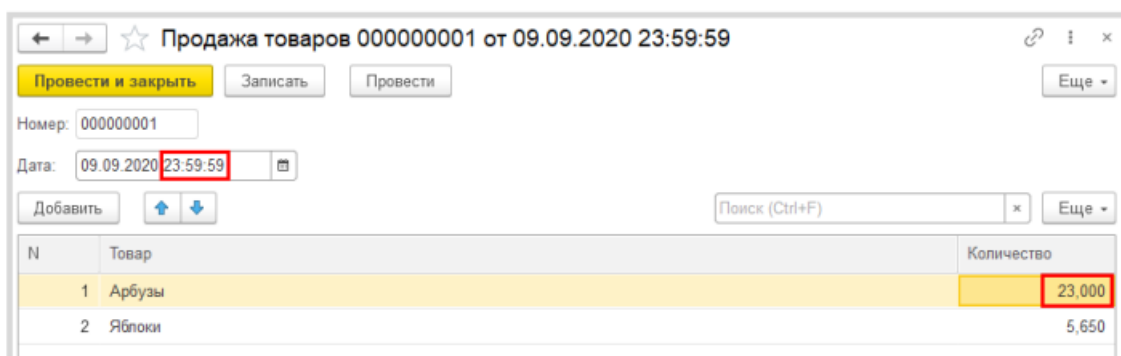 Продажа товаров 000000001 от 09.09.2020 23:59:59
Провести и закрыть Записать Провести Еще
Номер: 000000001
Дата: 09.09.2020 23:59:59
Добавить Поиск (Ctrl+F) × Еще
N Товар Количество
1 Арбузы 23,000
2 Яблоки 5,650